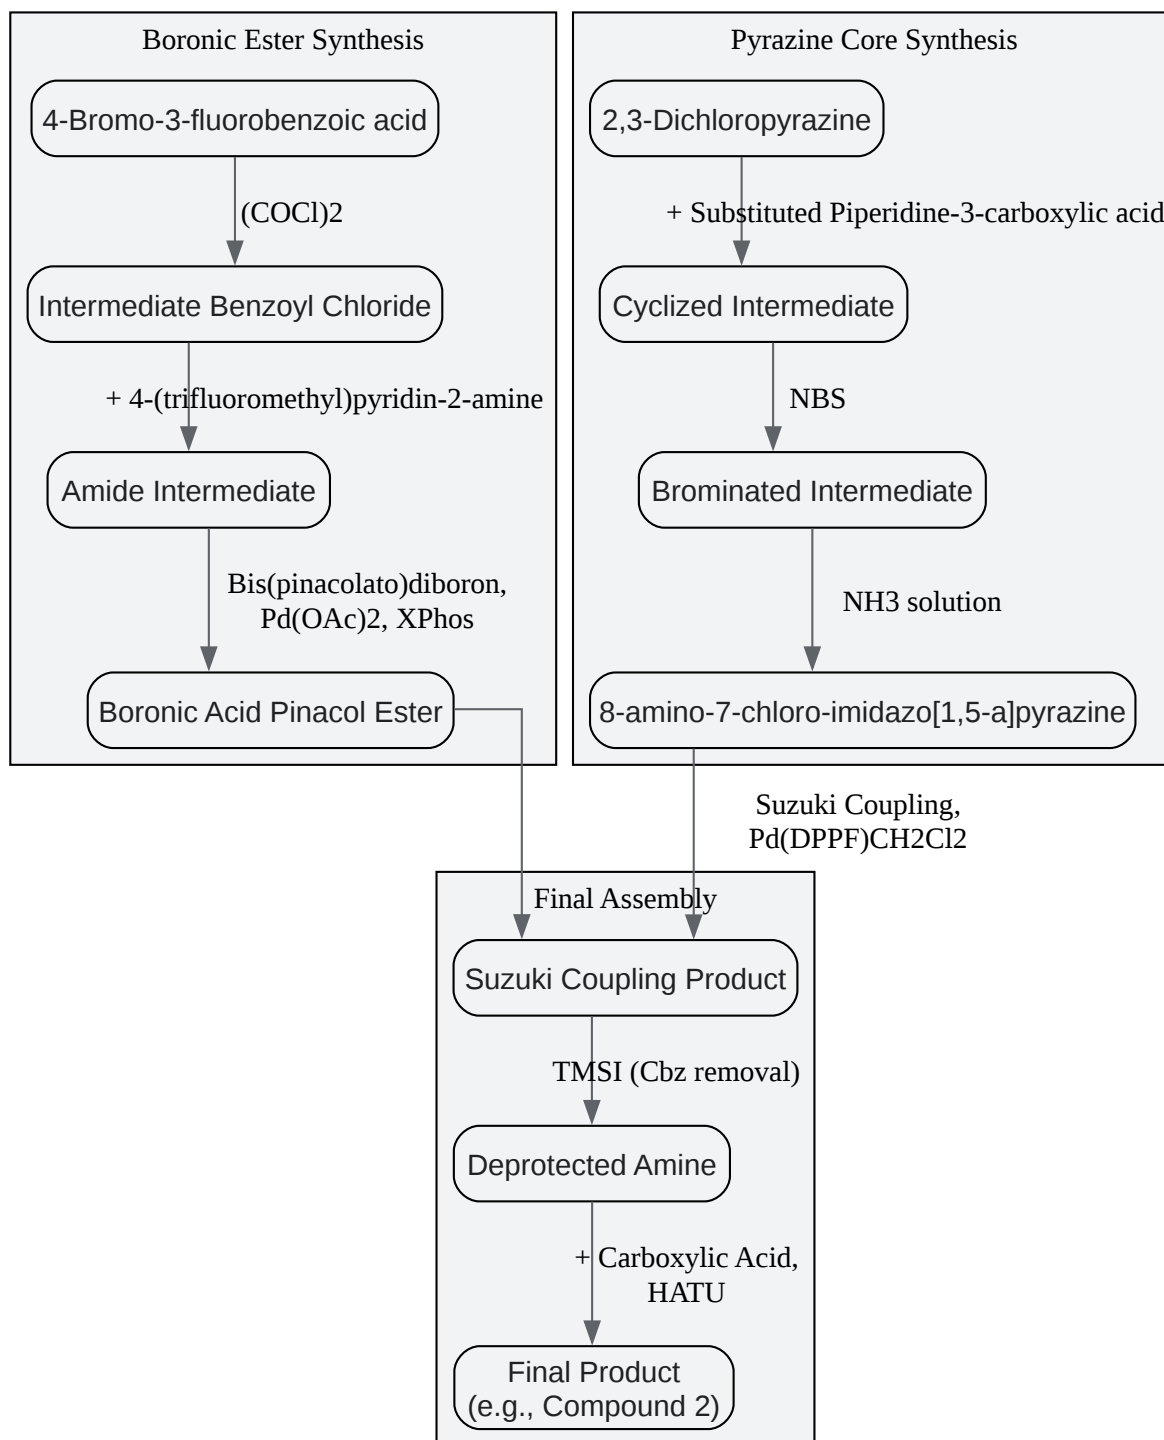 Boronic Ester Synthesis
4-Bromo-3-fluorobenzoic acid
(COCl)2
Intermediate Benzoyl Chloride
+ 4-(trifluoromethyl)pyridin-2-amine
Amide Intermediate
Bis(pinacolato)diboron,
Pd(OAc)2, XPhos
Boronic Acid Pinacol Ester
Pyrazine Core Synthesis
2,3-Dichloropyrazine
+ Substituted Piperidine-3-carboxylic acid
Cyclized Intermediate
NBS
Brominated Intermediate
NH3 solution
8-amino-7-chloro-imidazo[1,5-a]pyrazine
Suzuki Coupling,
Pd(DPPF)CH2Cl2
Final Assembly
Suzuki Coupling Product
TMSI (Cbz removal)
Deprotected Amine
+ Carboxylic Acid,
HATU
Final Product
(e.g., Compound 2)